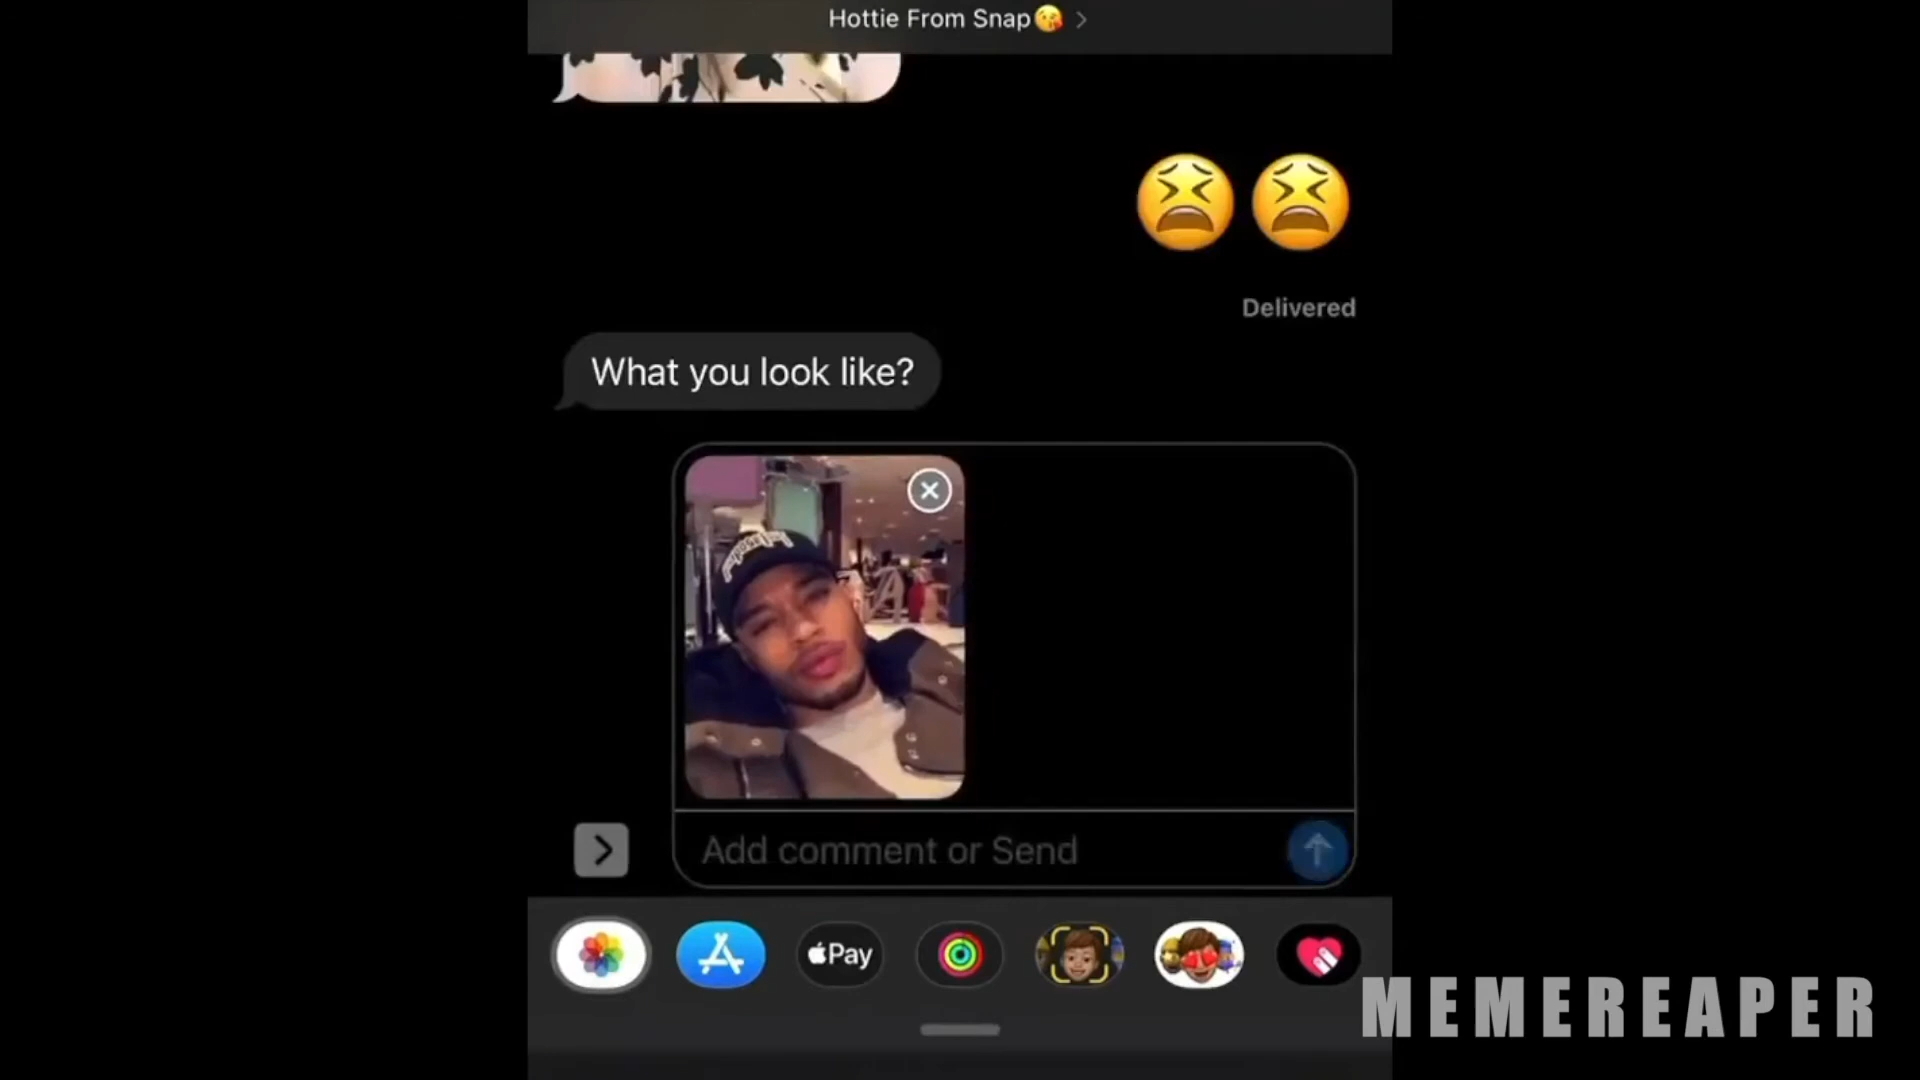 Hottie From Snap😘 >
😫😫
Delivered
What you look like?
Add comment or Send
Pay
MEMEREAPER